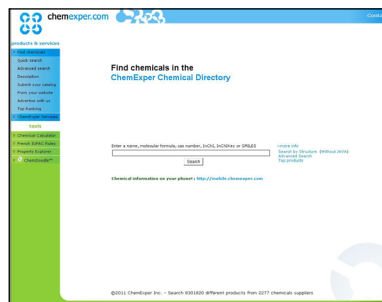 chemexper.com
products & services
Find chemicals
Quick search
Advanced search
Description
Submit your catalog
From your website
Advertise with us
Top Ranking
ChemExper Services
tools
Chemical Calculator
French IUPAC Rules
Property Explorer
ChemDoodle™
Find chemicals in the
ChemExper Chemical Directory
Enter a name, molecular formula, cas number, InChI, InChIKey or SMILES
Search
more info
Search by Structure (Without JAVA)
Advanced Search
Top products
Chemical information on your phone! : http://mobile.chemexper.com
©2011 ChemExper Inc. - Search 8301820 different products from 2277 chemicals suppliers